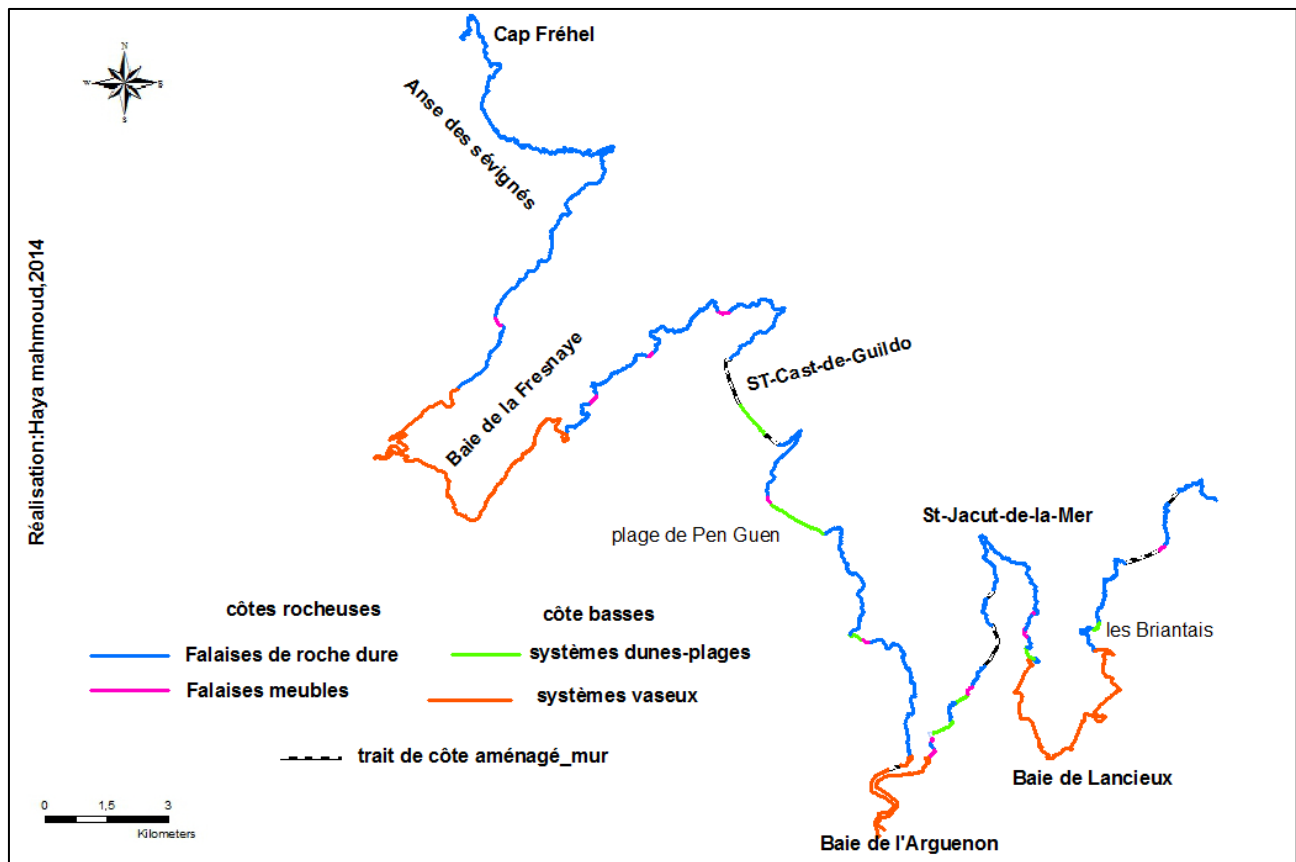 Cap Fréhel
N
W
E
S
Anse des sévignés
Réalisation:Haya mahmoud,2014
Baie de la Fresnaye
ST-Cast-de-Guildo
St-Jacut-de-la-Mer
plage de Pen Guen
les Briantais
côtes rocheuses
côte basses
Falaises de roche dure
systèmes dunes-plages
Falaises meubles
systèmes vaseux
trait de côte aménagé_mur
Baie de Lancieux
Baie de l'Arguenon
0 1,5 3
Kilometers